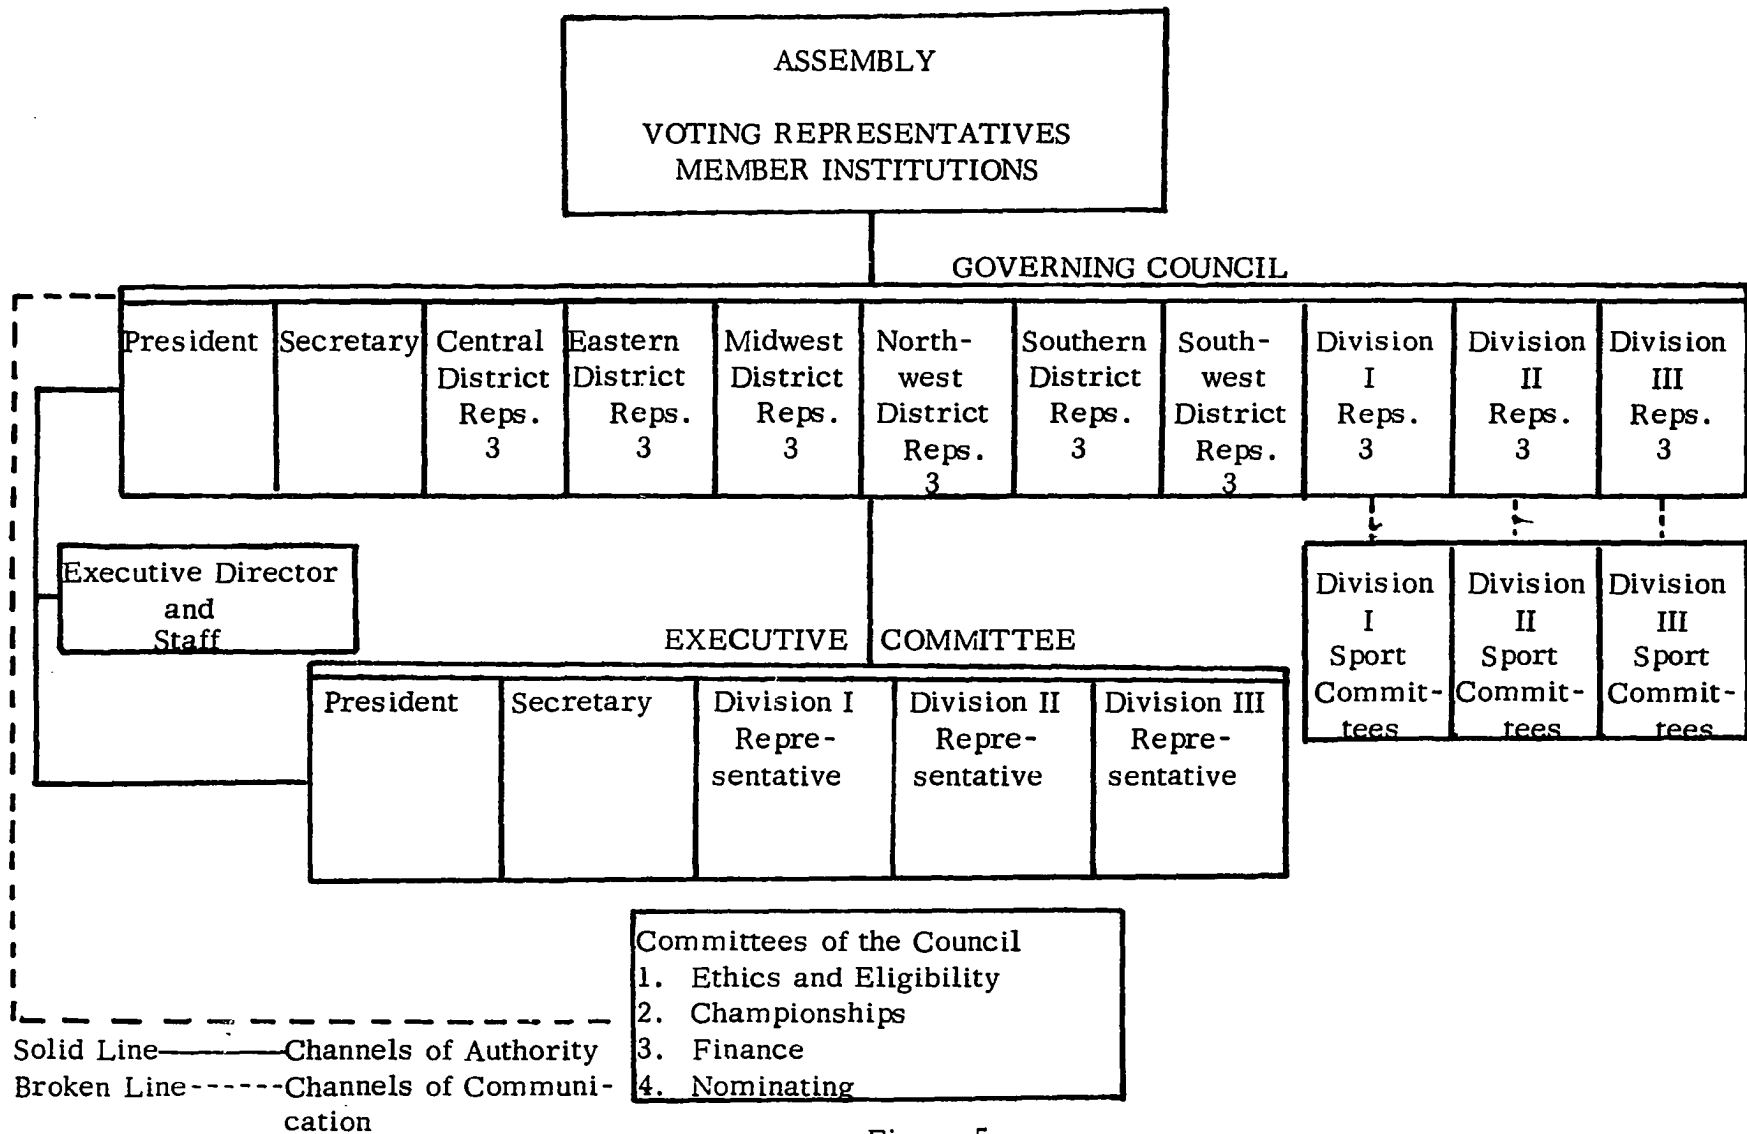 ASSEMBLY
VOTING REPRESENTATIVES
MEMBER INSTITUTIONS
GOVERNING COUNCIL
President
Secretary
Central
District
Reps.
3
Eastern
District
Reps.
3
Midwest
District
Reps.
3
North-
west
District
Reps.
3
Southern
District
Reps.
3
South-
west
District
Reps.
3
Division
I
Reps.
3
Division
II
Reps.
3
Division
III
Reps.
3
Executive Director
and
Staff
Division
I
Sport
Commit-
tees
Division
II
Sport
Commit-
tees
Division
III
Sport
Commit-
tees
EXECUTIVE COMMITTEE
President
Secretary
Division I
Repre-
sentative
Division II
Repre-
sentative
Division III
Repre-
sentative
Committees of the Council
1. Ethics and Eligibility
2. Championships
3. Finance
4. Nominating
Solid Line———Channels of Authority
Broken Line------Channels of Communi-
cation
Figure 5